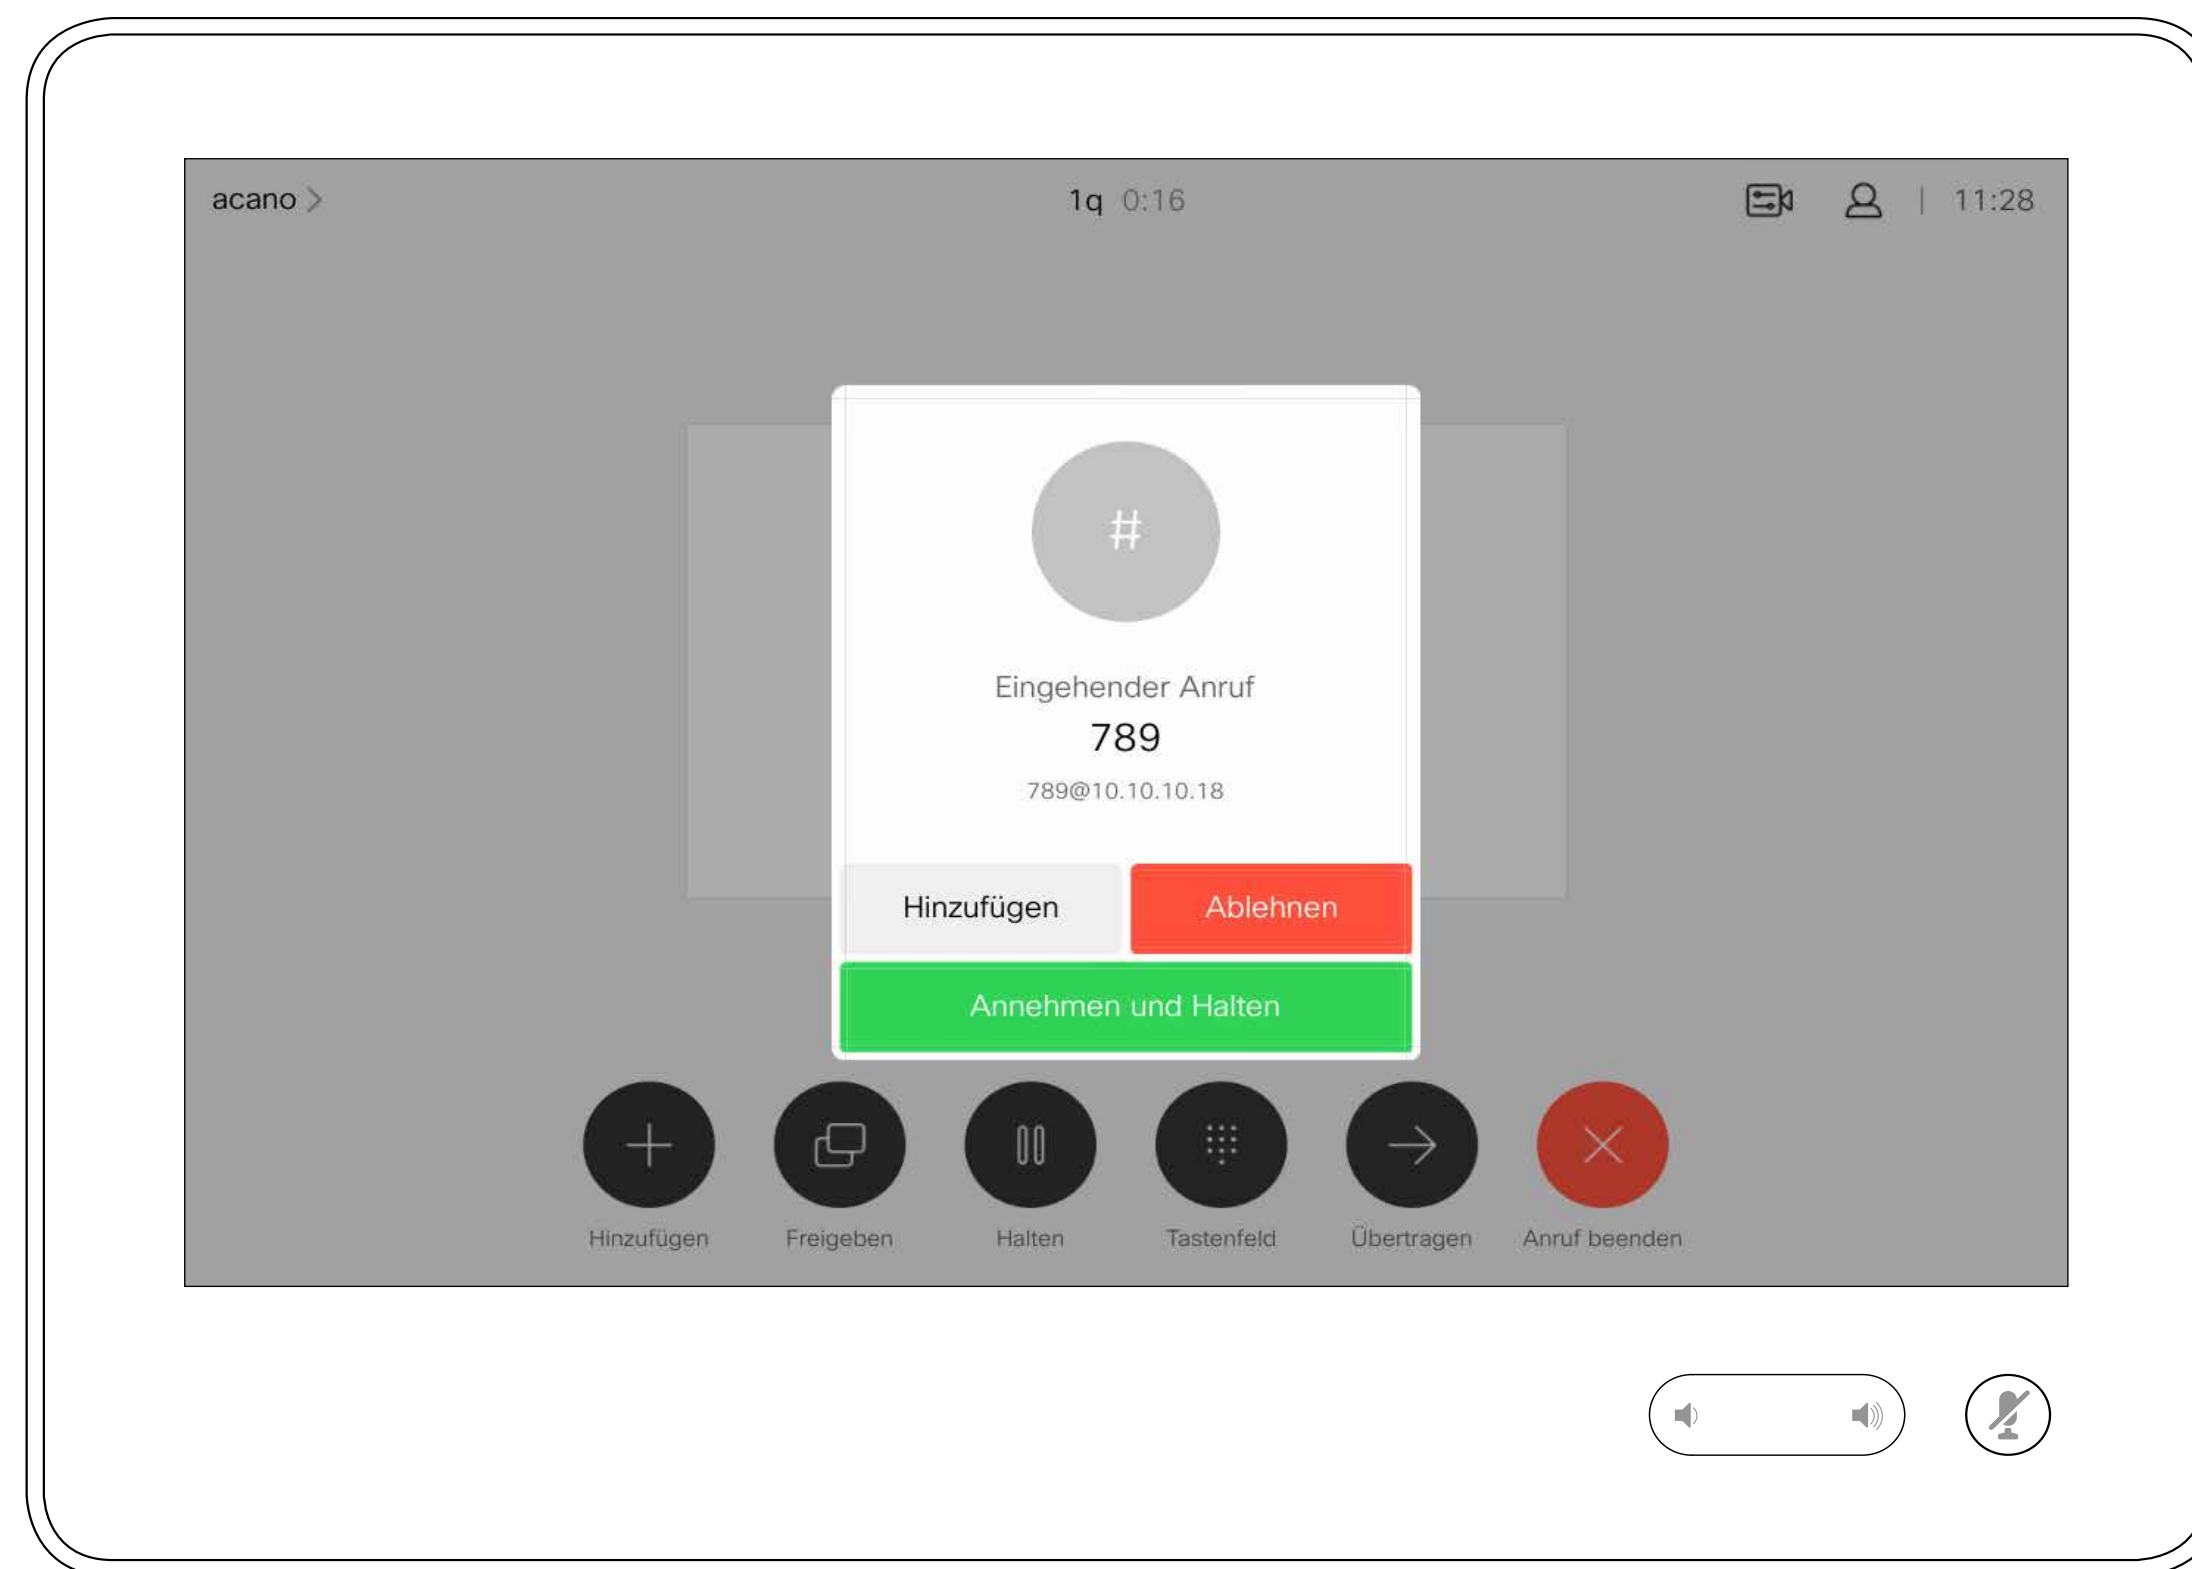 acano
1q 0:16
11:28
#
Eingehender Anruf
789
789@10.10.10.18
Hinzufügen
Ablehnen
Annehmen und Halten
Hinzufügen
Freigeben
Halten
Tastenfeld
Übertragen
Anruf beenden